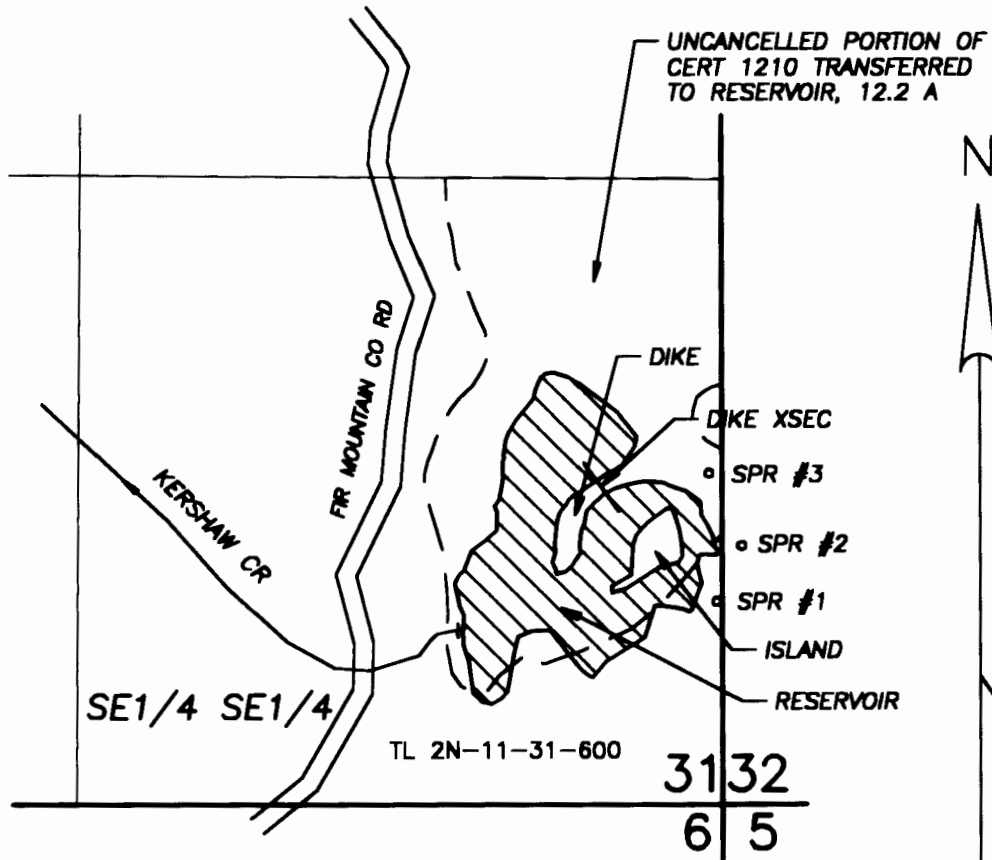 UNCANCELLED PORTION OF
CERT 1210 TRANSFERRED
TO RESERVOIR, 12.2 A
N
DIKE
FIR MOUNTAIN CO RD
DIKE XSEC
SPR #3
KERSHAW CR
SPR #2
SPR #1
ISLAND
RESERVOIR
SE1/4 SE1/4
TL 2N-11-31-600
31 32
6 5